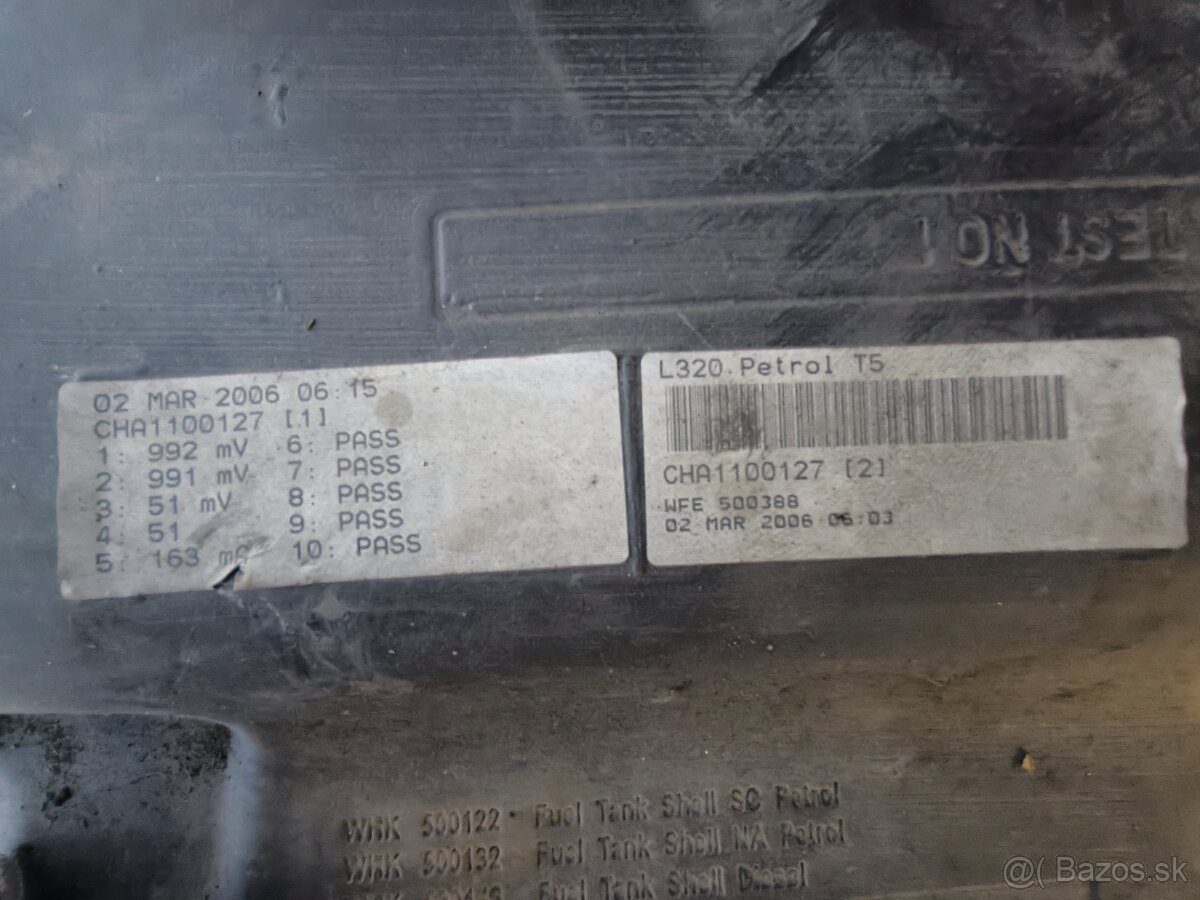 TEST NO 1
02 MAR 2006 06:15
CHA1100127 [1]
1: 992 mV 6: PASS
2: 991 mV 7: PASS
3: 51 mV 8: PASS
4: 51 9: PASS
5: 163 10: PASS
L320 Petrol T5
CHA1100127 [2]
WFE 500388
02 MAR 2006 06:03
WHK 500122 - Fuel Tank Shell SC Petrol
WHK 500132 Fuel Tank Shell NA Petrol
Fuel Tank Shell Diesel
@( Bazos.sk